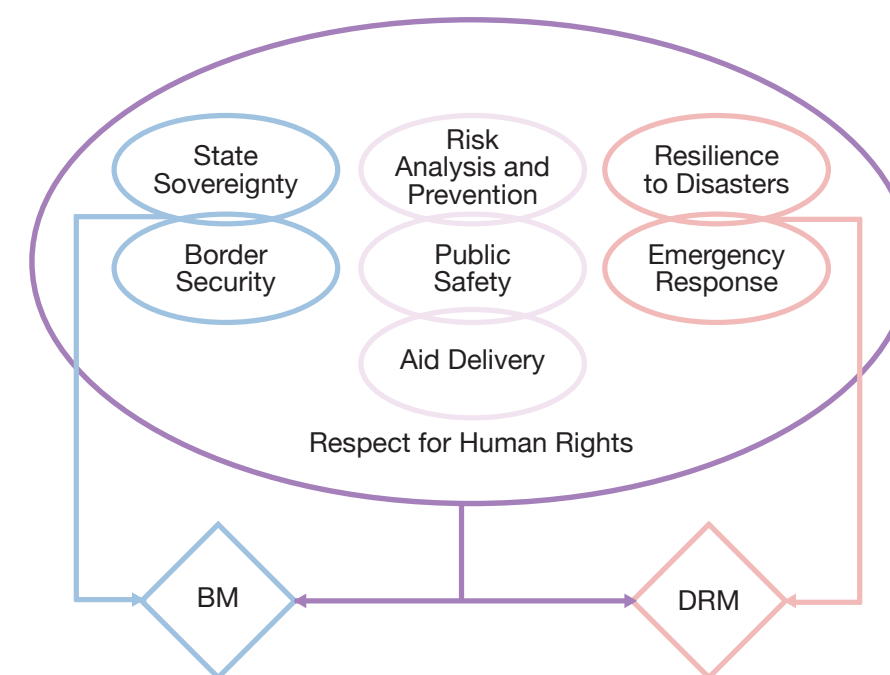 State
Sovereignty
Border
Security
Risk
Analysis and
Prevention
Public
Safety
Aid Delivery
Resilience
to Disasters
Emergency
Response
Respect for Human Rights
BM
DRM